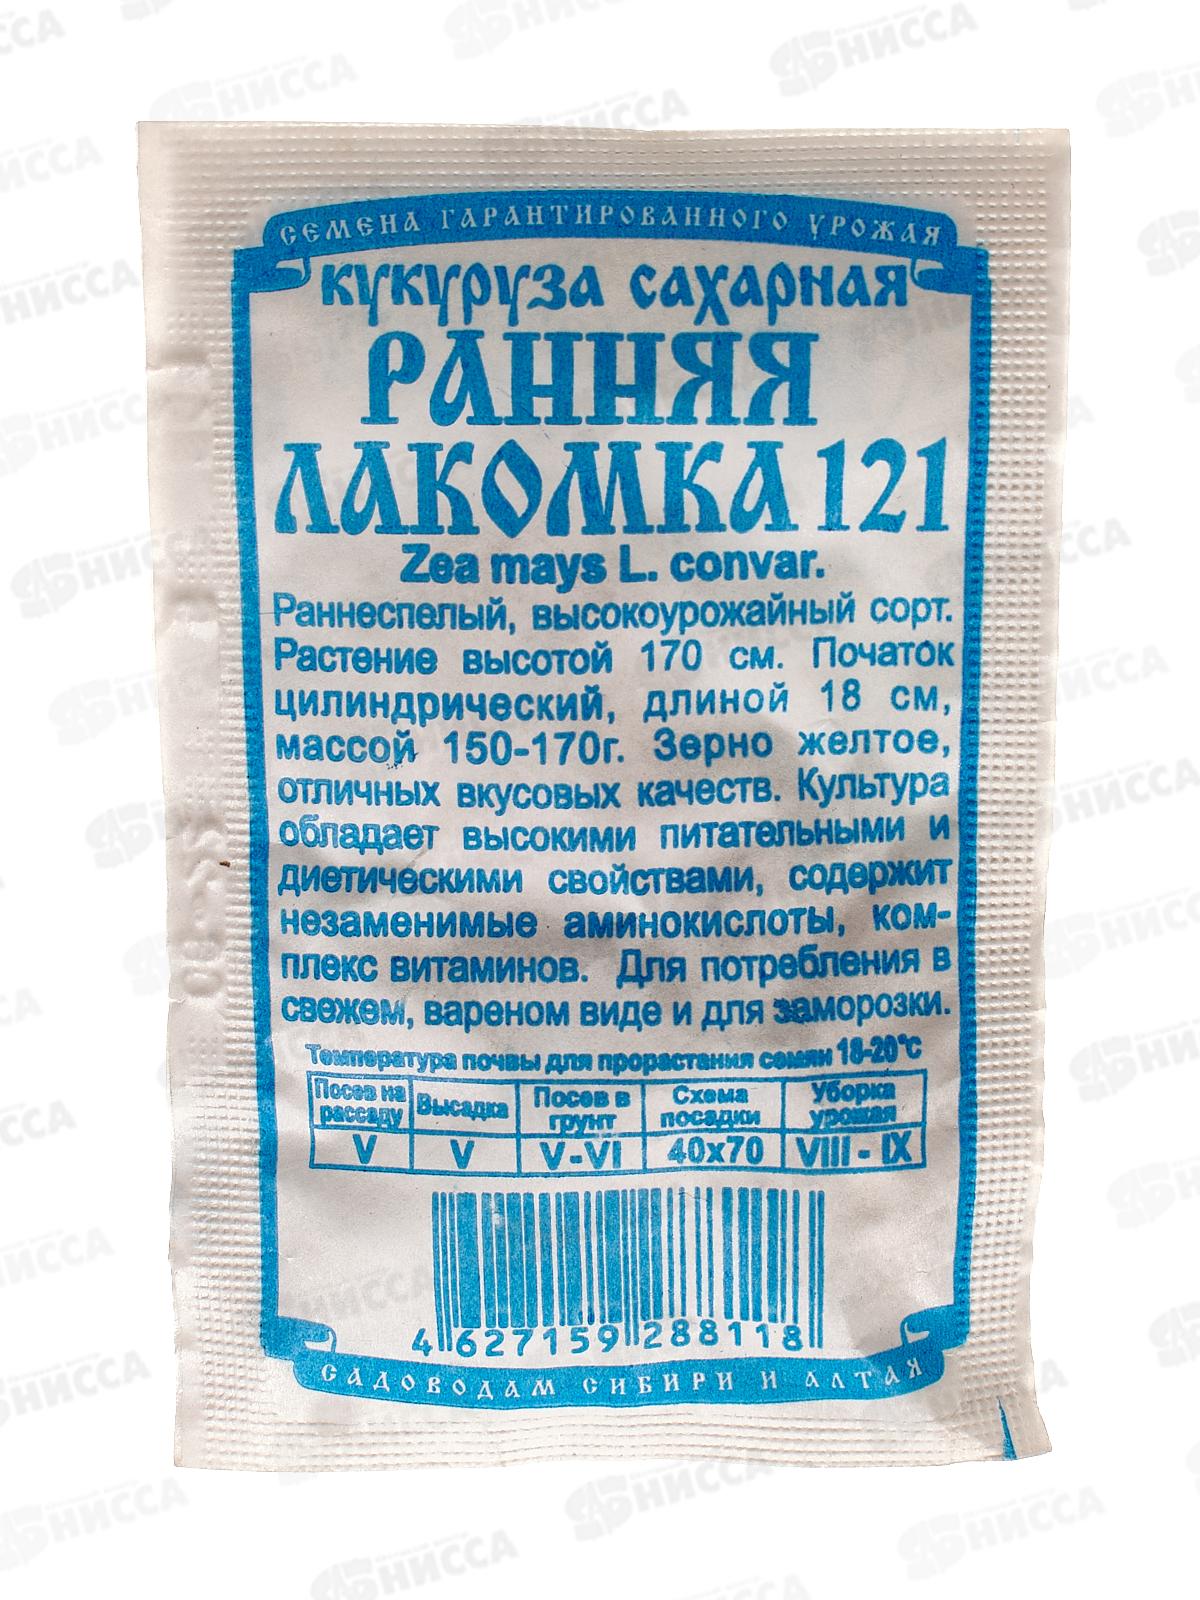 СЕМЕНА ГАРАНТИРОВАННОГО УРОЖАЯ
КУКУРУЗА САХАРНАЯ
РАННЯЯ
ЛАКОМКА 121
Zea mays L. convar.
Раннеспелый, высокоурожайный сорт.
Растение высотой 170 см. Початок
цилиндрический, длиной 18 см,
массой 150-170г. Зерно желтое,
отличных вкусовых качеств. Культура
обладает высокими питательными и
диетическими свойствами, содержит
незаменимые аминокислоты, ком-
плекс витаминов. Для потребления в
свежем, вареном виде и для заморозки.
Температура почвы для прорастания семян 18-20°С
Посев на рассаду Высадка Посев в грунт Схема посадки Уборка урожая
V V V-VI 40х70 VIII - IX
4 627159 288118
САДОВОДАМ СИБИРИ И АЛТАЯ
НИССА